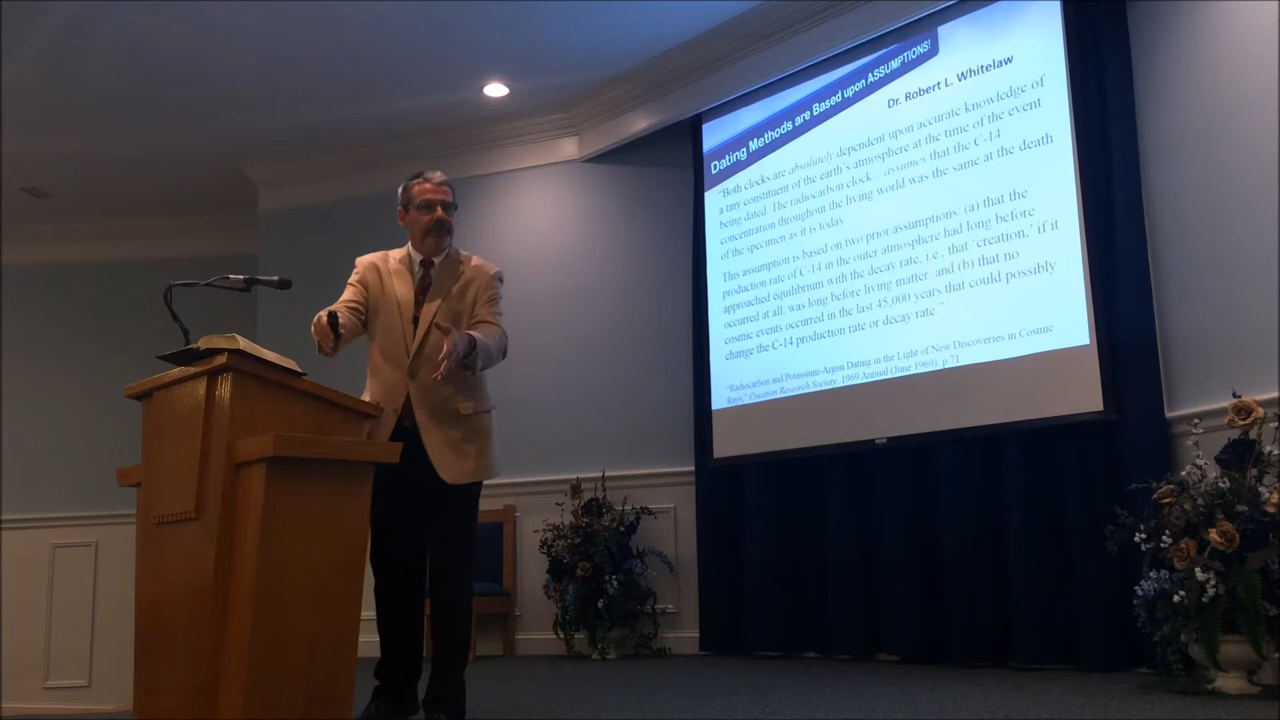 Dating Methods are Based upon ASSUMPTIONS!
Dr. Robert L. Whitelaw
"Both clocks are absolutely dependent upon accurate knowledge of
a tiny constituent of the earth's atmosphere at the time of the event
being dated. The radiocarbon clock... assumes that the C-14
concentration throughout the living world was the same at the death
of the specimen as it is today.
This assumption is based on two prior assumptions: (a) that the
production rate of C-14 in the outer atmosphere had long before
approached equilibrium with the decay rate, i.e., that 'creation,' if it
occurred at all, was long before living matter: and (b) that no
cosmic events occurred in the last 45,000 years that could possibly
change the C-14 production rate or decay rate."
"Radiocarbon and Potassium-Argon Dating in the Light of New Discoveries in Cosmic
Rays," Creation Research Society, 1969 Annual (June 1969), p 71